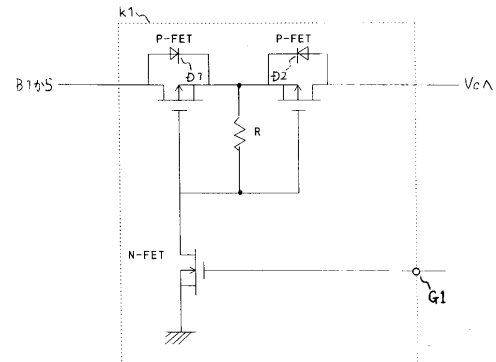 k1
P-FET
P-FET
D1
D2
B1から
Vcへ
R
N-FET
G1